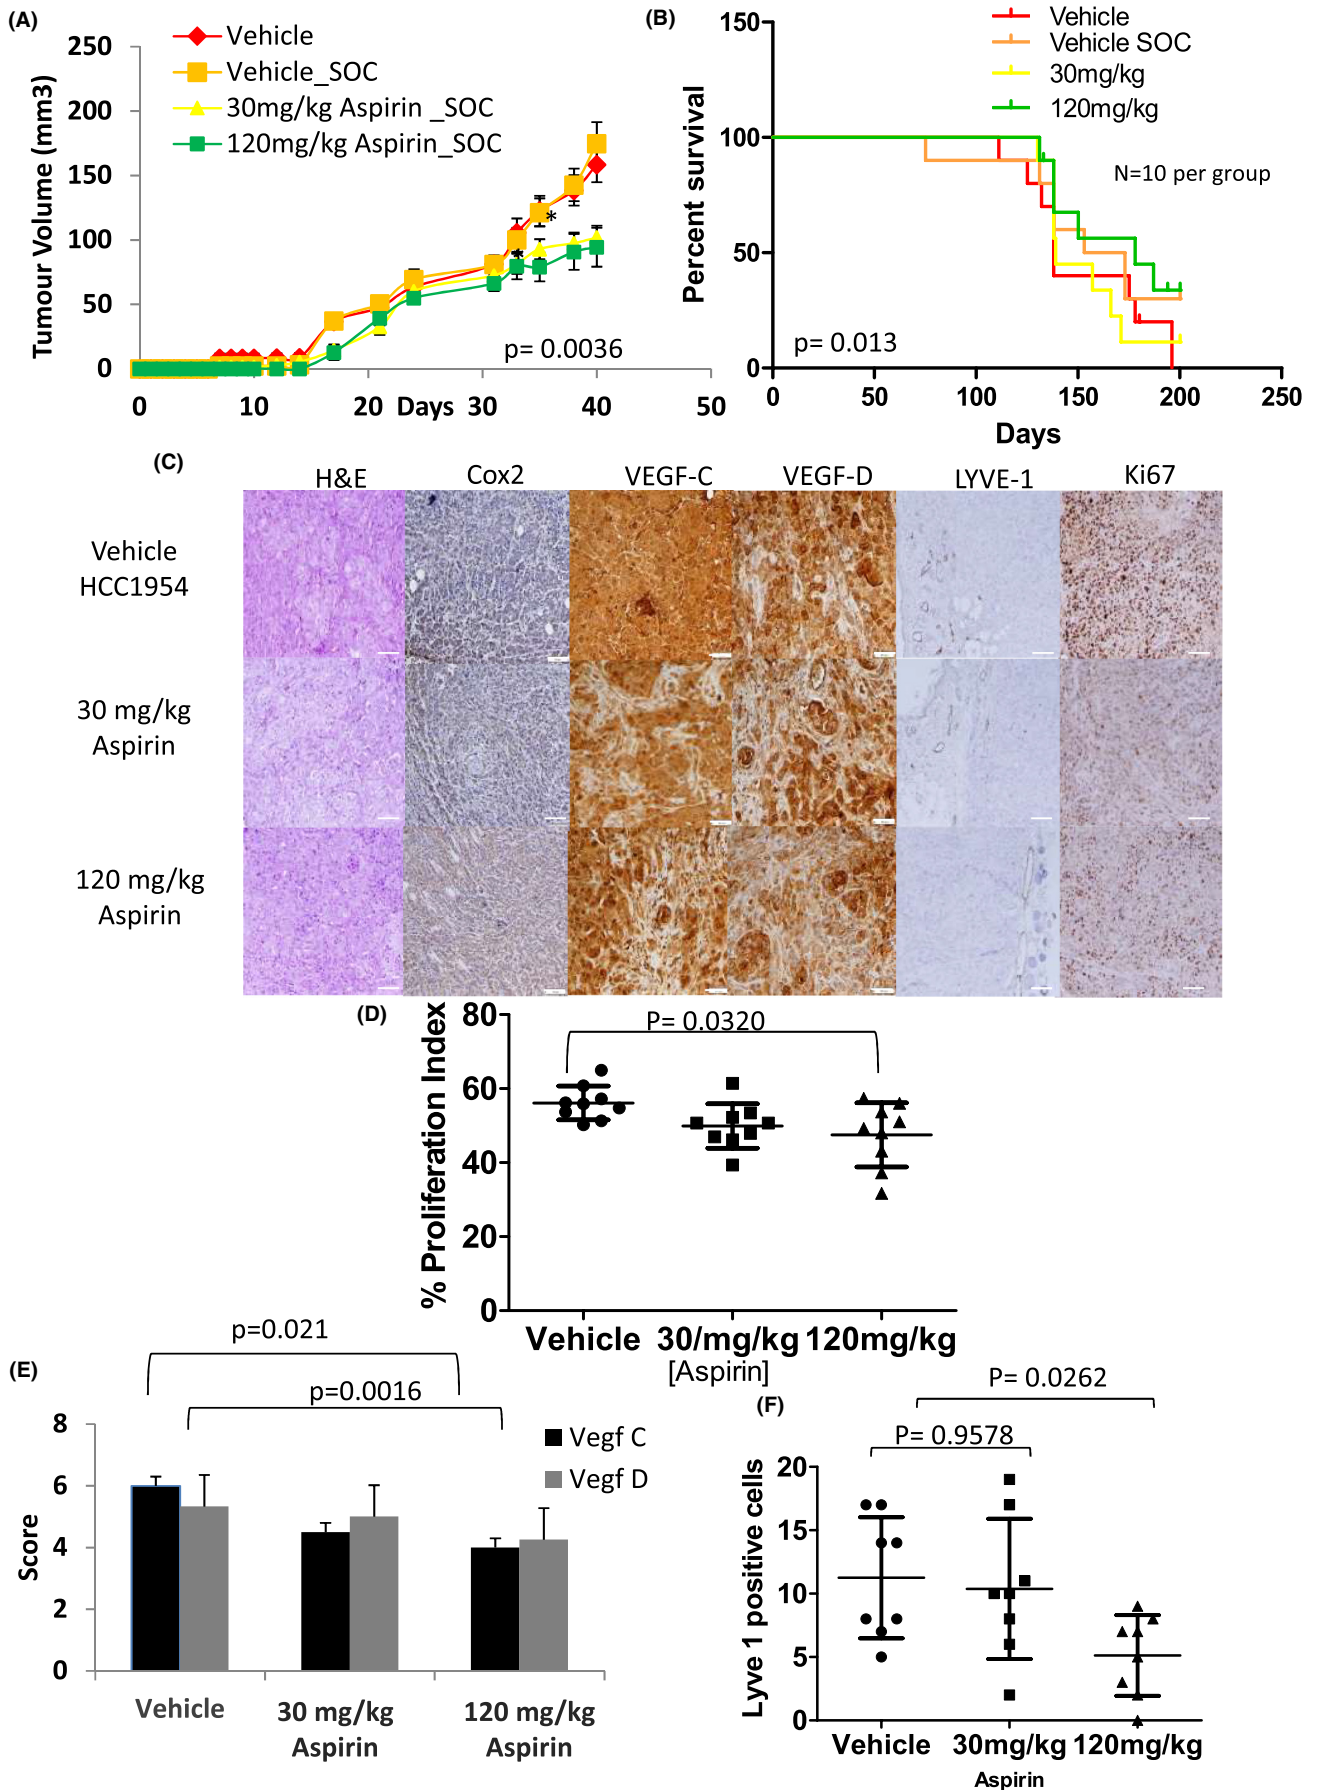 (A)
250
200
150
100
50
0
Tumour Volume (mm3)
Vehicle
Vehicle_SOC
30mg/kg Aspirin _SOC
120mg/kg Aspirin_SOC
*
*
p= 0.0036
0 10 20 Days 30 40 50
(B)
150
100
50
0
Percent survival
Vehicle
Vehicle SOC
30mg/kg
120mg/kg
N=10 per group
p= 0.013
0 50 100 150 200 250
Days
(C)
H&E Cox2 VEGF-C VEGF-D LYVE-1 Ki67
Vehicle
HCC1954
30 mg/kg
Aspirin
120 mg/kg
Aspirin
(D)
80
60
40
20
0
% Proliferation Index
P= 0.0320
Vehicle 30/mg/kg 120mg/kg
[Aspirin]
(E)
p=0.021
p=0.0016
8
6
4
2
0
Score
Vegf C
Vegf D
Vehicle 30 mg/kg 120 mg/kg
Aspirin Aspirin
(F)
P= 0.0262
P= 0.9578
20
15
10
5
0
Lyve 1 positive cells
Vehicle 30mg/kg 120mg/kg
Aspirin